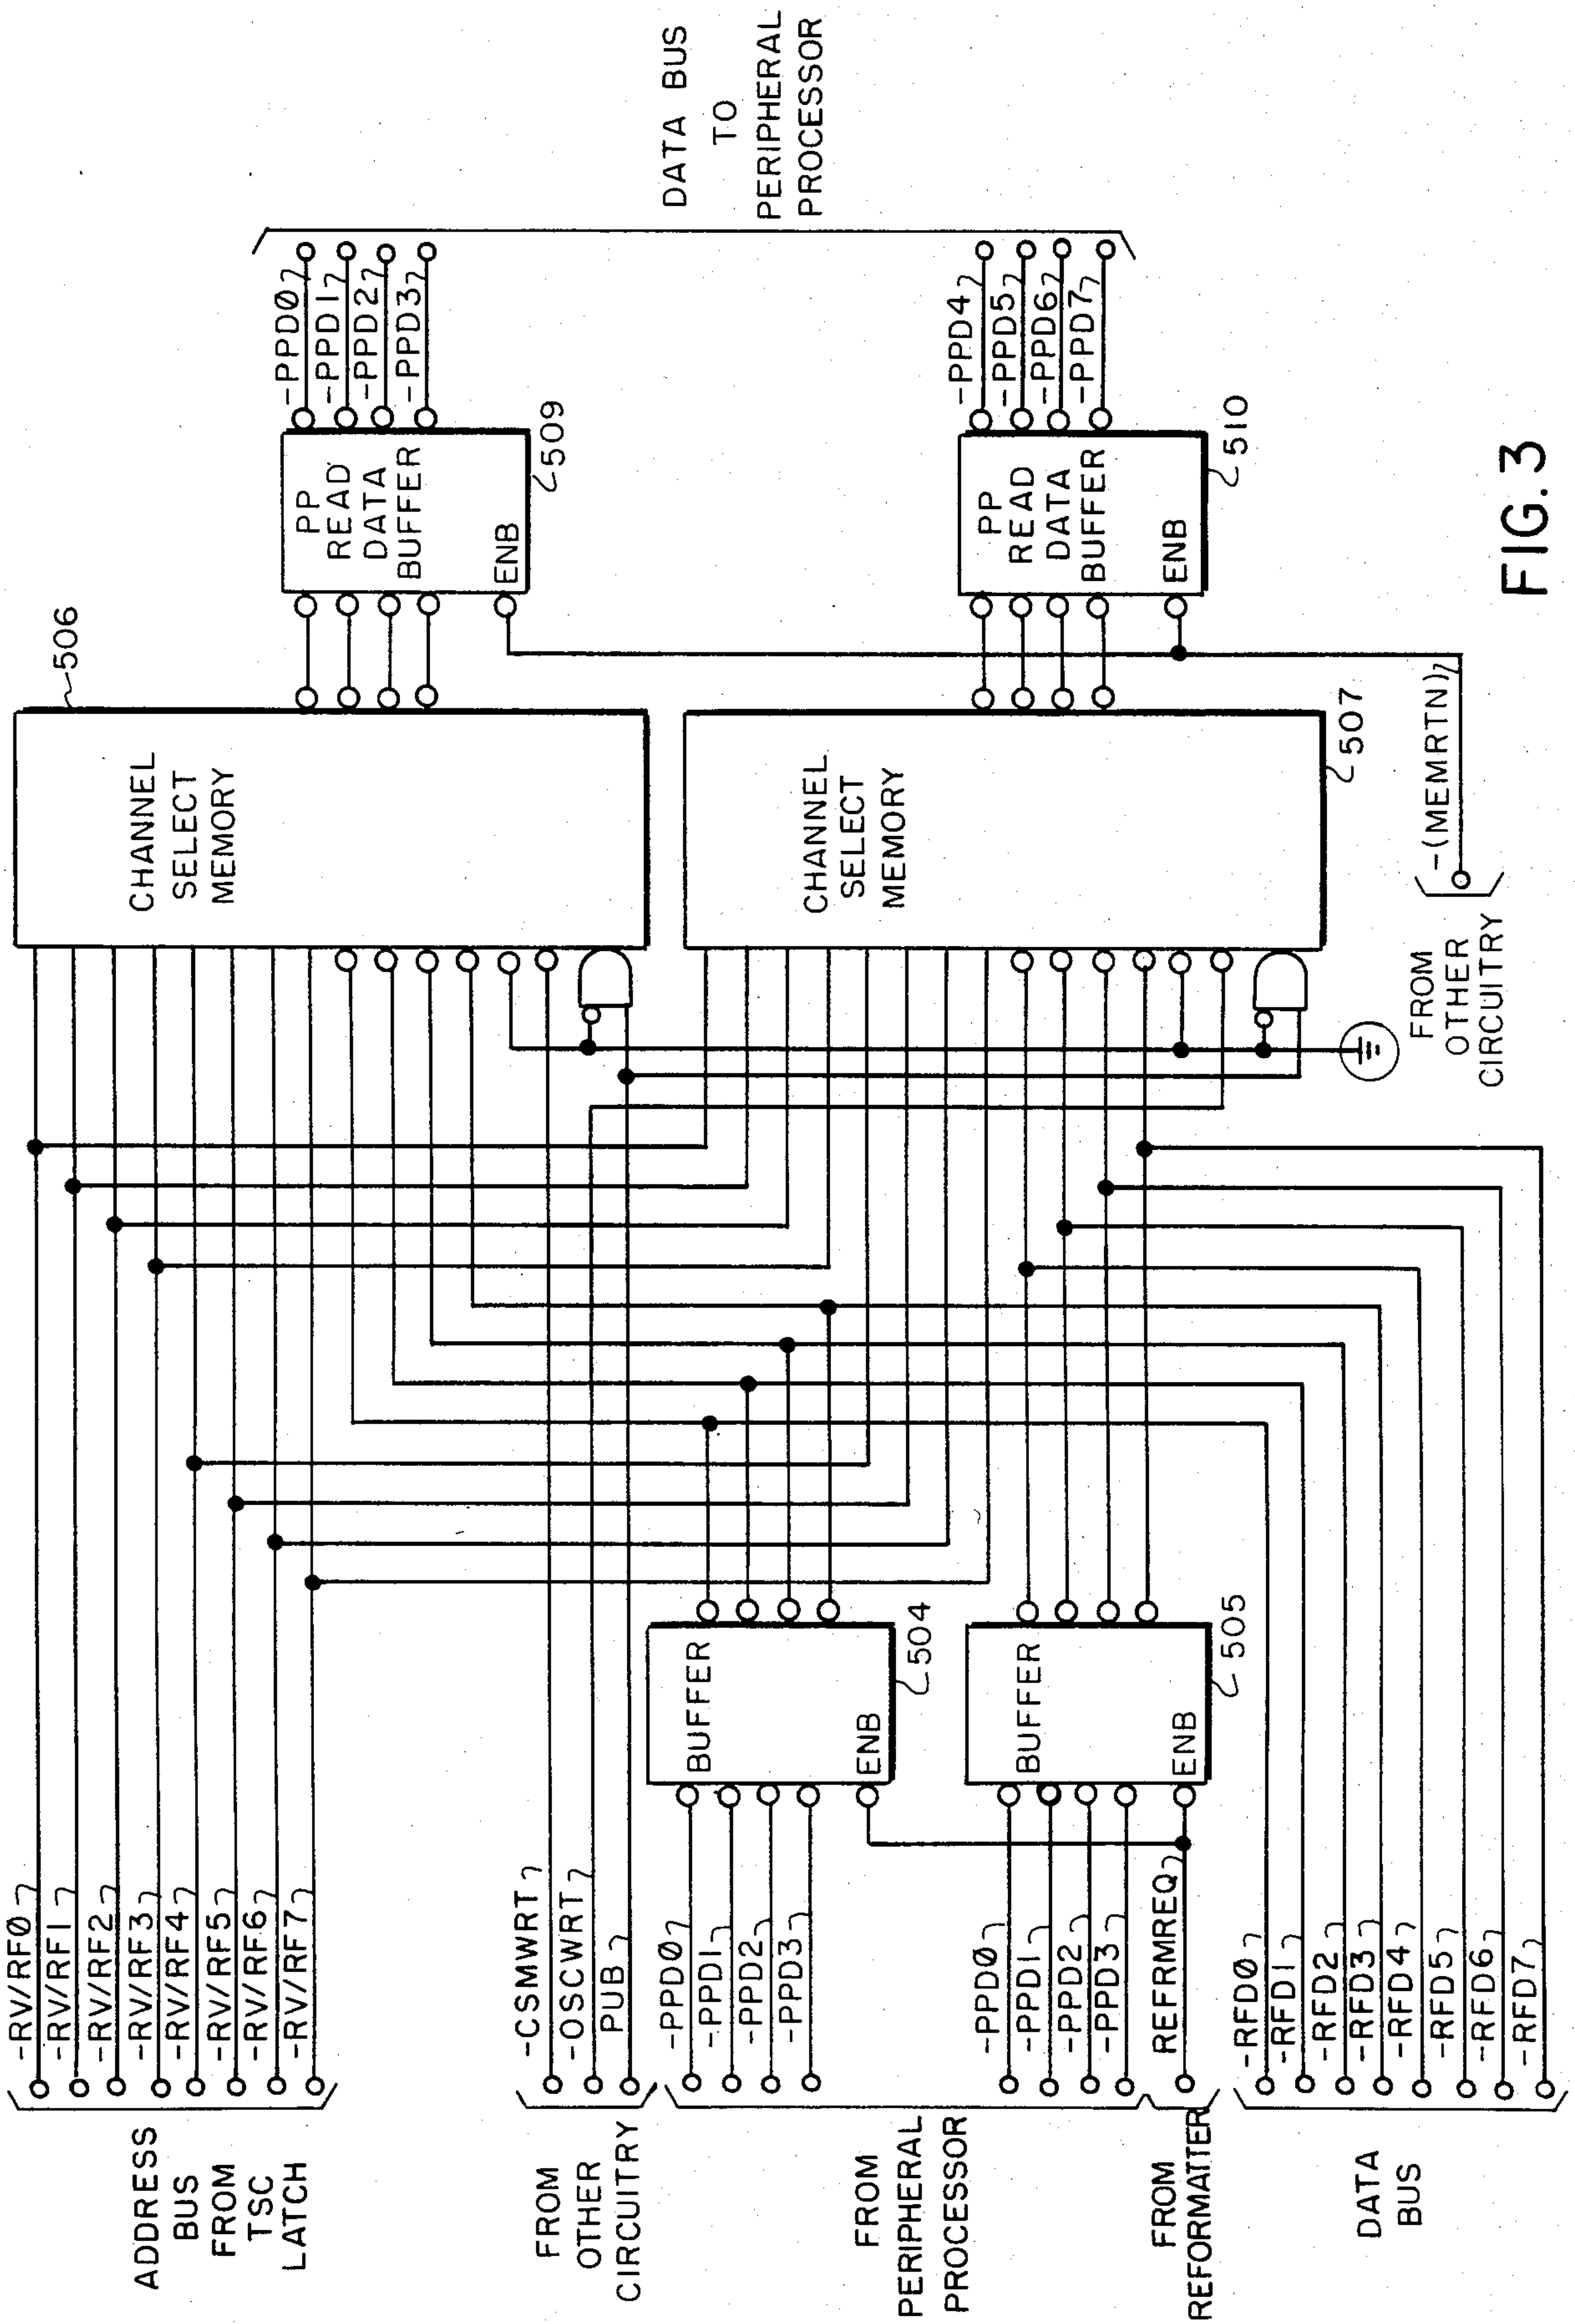 ADDRESS
BUS
FROM
TSC
LATCH
-RV/RF0
-RV/RF1
-RV/RF2
-RV/RF3
-RV/RF4
-RV/RF5
-RV/RF6
-RV/RF7
FROM
OTHER
CIRCUITRY
-CSMWRT
-OSCWRT
PUB
FROM
PERIPHERAL
PROCESSOR
-PPD0
-PPD1
-PPD2
-PPD3
-PPD0
-PPD1
-PPD2
-PPD3
FROM
REFORMATTER
REFRMREQ
DATA
BUS
-RFD0
-RFD1
-RFD2
-RFD3
-RFD4
-RFD5
-RFD6
-RFD7
BUFFER
ENB
504
BUFFER
ENB
505
CHANNEL
SELECT
MEMORY
506
CHANNEL
SELECT
MEMORY
507
FROM
OTHER
CIRCUITRY
-(MEMRTN)
PP
READ
DATA
BUFFER
ENB
509
PP
READ
DATA
BUFFER
ENB
510
-PPD0
-PPD1
-PPD2
-PPD3
-PPD4
-PPD5
-PPD6
-PPD7
DATA BUS
TO
PERIPHERAL
PROCESSOR
FIG. 3